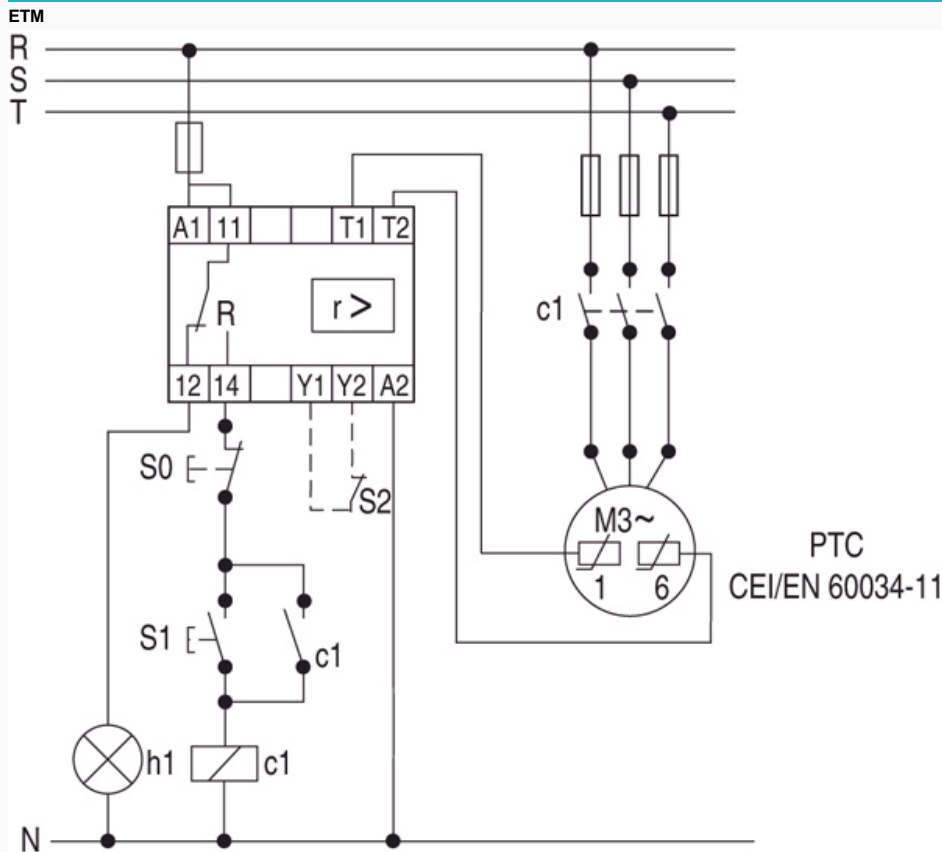 ETM
R
S
T
A1 11 T1 T2
R
r >
c1
12 14 Y1 Y2 A2
S0
S2
M3~
1 6
PTC
CEI/EN 60034-11
S1
c1
h1
c1
N